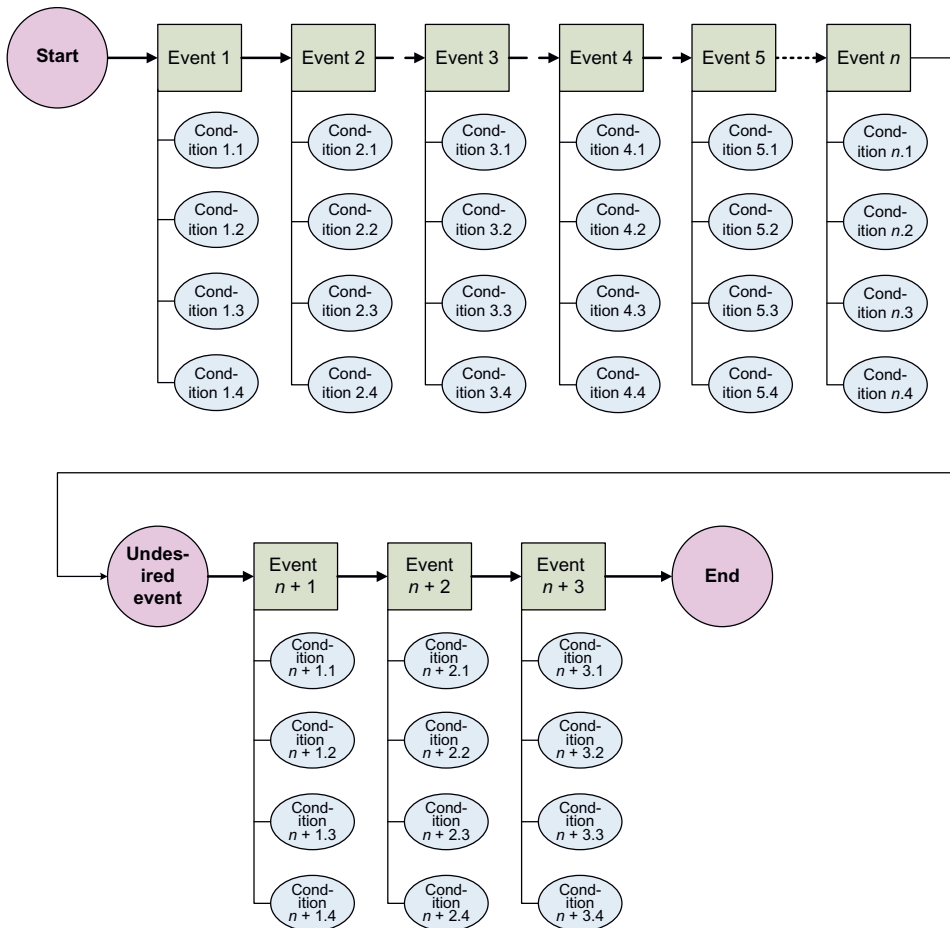 Start
Event 1
Event 2
Event 3
Event 4
Event 5
Event n
Cond-
ition 1.1
Cond-
ition 2.1
Cond-
ition 3.1
Cond-
ition 4.1
Cond-
ition 5.1
Cond-
ition n.1
Cond-
ition 1.2
Cond-
ition 2.2
Cond-
ition 3.2
Cond-
ition 4.2
Cond-
ition 5.2
Cond-
ition n.2
Cond-
ition 1.3
Cond-
ition 2.3
Cond-
ition 3.3
Cond-
ition 4.3
Cond-
ition 5.3
Cond-
ition n.3
Cond-
ition 1.4
Cond-
ition 2.4
Cond-
ition 3.4
Cond-
ition 4.4
Cond-
ition 5.4
Cond-
ition n.4
Undes-
ired
event
Event
n + 1
Event
n + 2
Event
n + 3
End
Cond-
ition
n + 1.1
Cond-
ition
n + 2.1
Cond-
ition
n + 3.1
Cond-
ition
n + 1.2
Cond-
ition
n + 2.2
Cond-
ition
n + 3.2
Cond-
ition
n + 1.3
Cond-
ition
n + 2.3
Cond-
ition
n + 3.3
Cond-
ition
n + 1.4
Cond-
ition
n + 2.4
Cond-
ition
n + 3.4